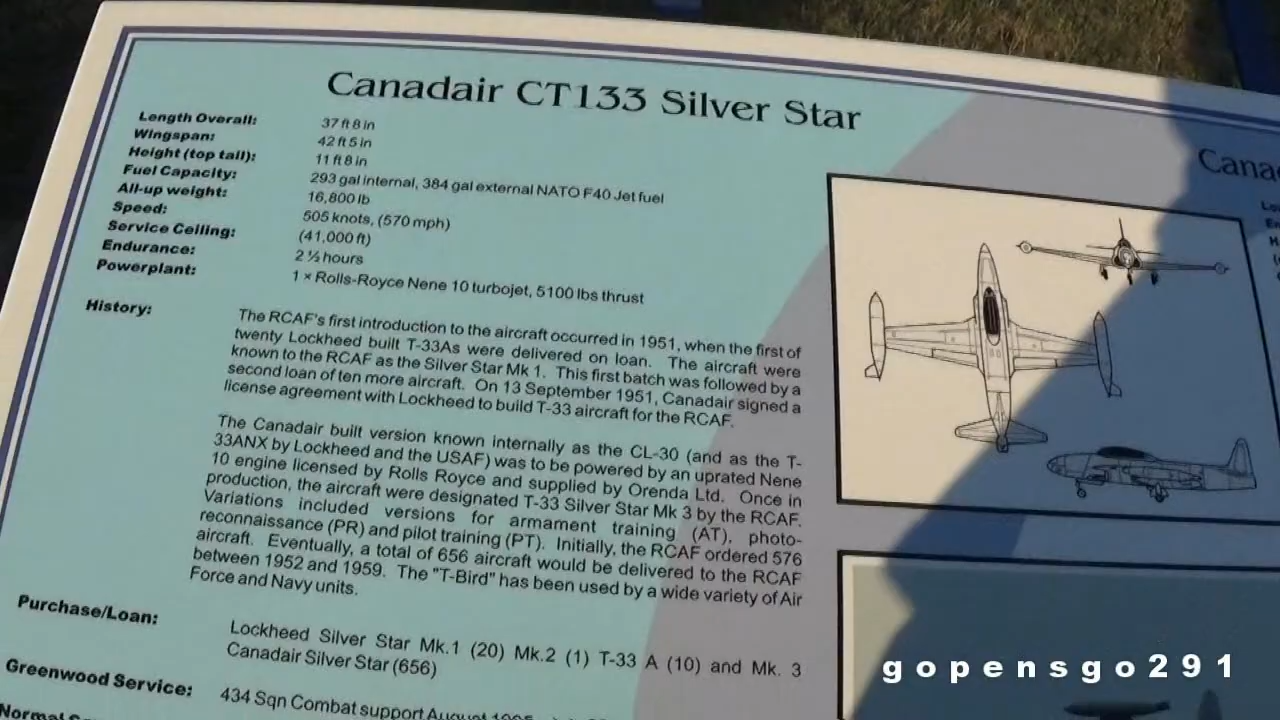 Canadair CT133 Silver Star
Length Overall: 37 ft 8 in
Wingspan: 42 ft 5 in
Height (top tail): 11 ft 8 in
Fuel Capacity: 293 gal internal, 384 gal external NATO F40 Jet fuel
All-up weight: 16,800 lb
Speed: 505 knots, (570 mph)
Service Ceiling: (41,000 ft)
Endurance: 2 ½ hours
Powerplant: 1 × Rolls-Royce Nene 10 turbojet, 5100 lbs thrust
History: The RCAF's first introduction to the aircraft occurred in 1951, when the first of
twenty Lockheed built T-33As were delivered on loan. The aircraft were
known to the RCAF as the Silver Star Mk 1. This first batch was followed by a
second loan of ten more aircraft. On 13 September 1951, Canadair signed a
license agreement with Lockheed to build T-33 aircraft for the RCAF.
The Canadair built version known internally as the CL-30 (and as the T-
33ANX by Lockheed and the USAF) was to be powered by an uprated Nene
10 engine licensed by Rolls Royce and supplied by Orenda Ltd. Once in
production, the aircraft were designated T-33 Silver Star Mk 3 by the RCAF.
Variations included versions for armament training (AT), photo-
reconnaissance (PR) and pilot training (PT). Initially, the RCAF ordered 576
aircraft. Eventually, a total of 656 aircraft would be delivered to the RCAF
between 1952 and 1959. The "T-Bird" has been used by a wide variety of Air
Force and Navy units.
Purchase/Loan: Lockheed Silver Star Mk.1 (20) Mk.2 (1) T-33 A (10) and Mk. 3
Canadair Silver Star (656)
Greenwood Service: 434 Sqn Combat support August
Normal
Cana
gopensgo291